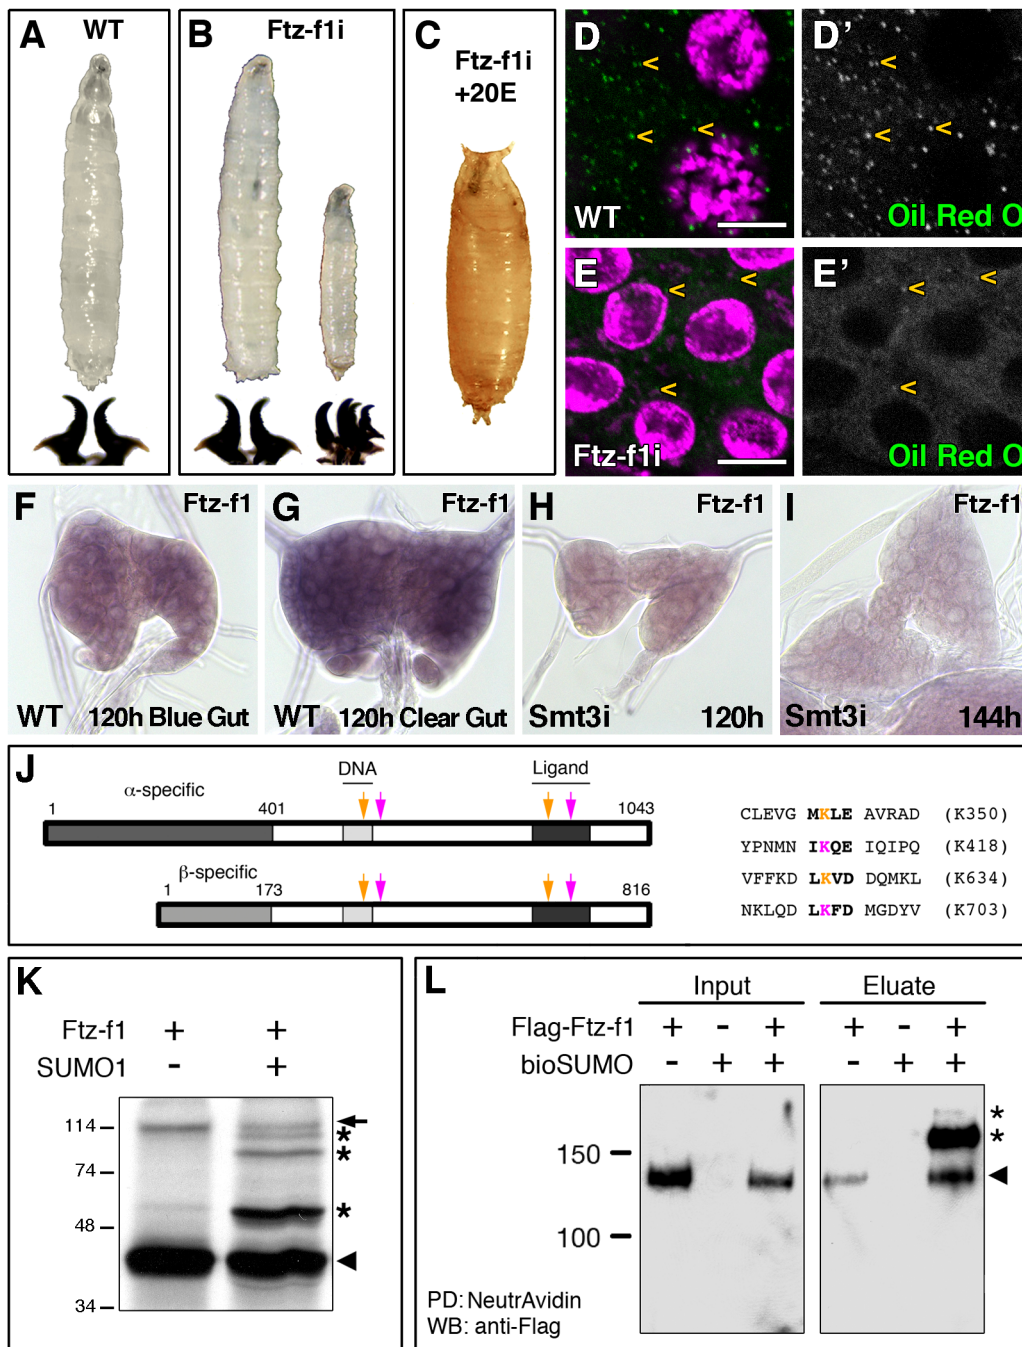 A WT
B Ftz-f1i
C
Ftz-f1i
+20E
D
WT
D'
Oil Red O
E
Ftz-f1i
E'
Oil Red O
F Ftz-f1
WT 120h Blue Gut
G Ftz-f1
WT 120h Clear Gut
H Ftz-f1
Smt3i 120h
I Ftz-f1
Smt3i 144h
J
DNA Ligand
α-specific
1 401 1043
β-specific
1 173 816
CLEVG MKLE AVRAD (K350)
YPNMN IKQE IQIPQ (K418)
VFFKD LKVD DQMKL (K634)
NKLQD LKFD MGDYV (K703)
K
Ftz-f1 + +
SUMO1 - +
114
*
*
74
*
48
34
L
Input Eluate
Flag-Ftz-f1 + - + + - +
bioSUMO - + + - + +
*
*
150
100
PD: NeutrAvidin
WB: anti-Flag